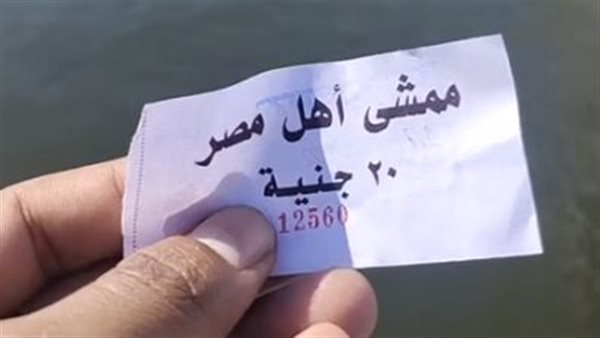 ممشى أهل مصر
٢٠ جنية
12560